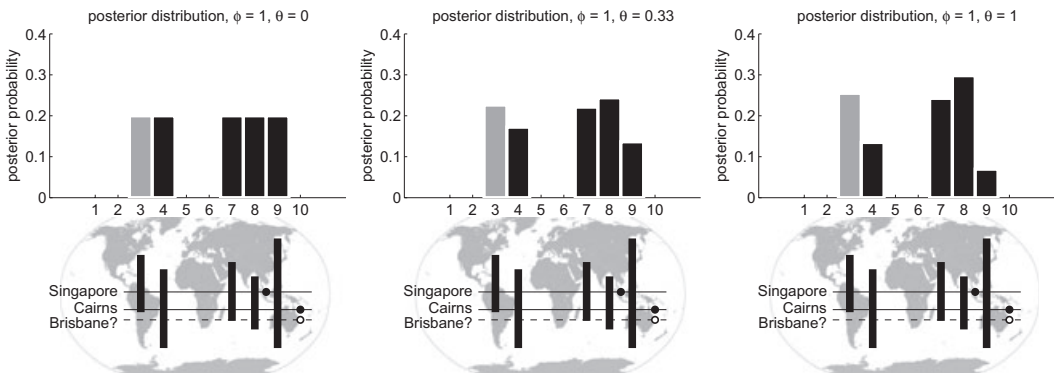 posterior distribution, ϕ = 1, θ = 0
0.4
0.3
0.2
0.1
0
posterior probability
1 2 3 4 5 6 7 8 9 10
Singapore
Cairns
Brisbane?
posterior distribution, ϕ = 1, θ = 0.33
0.4
0.3
0.2
0.1
0
posterior probability
1 2 3 4 5 6 7 8 9 10
Singapore
Cairns
Brisbane?
posterior distribution, ϕ = 1, θ = 1
0.4
0.3
0.2
0.1
0
posterior probability
1 2 3 4 5 6 7 8 9 10
Singapore
Cairns
Brisbane?